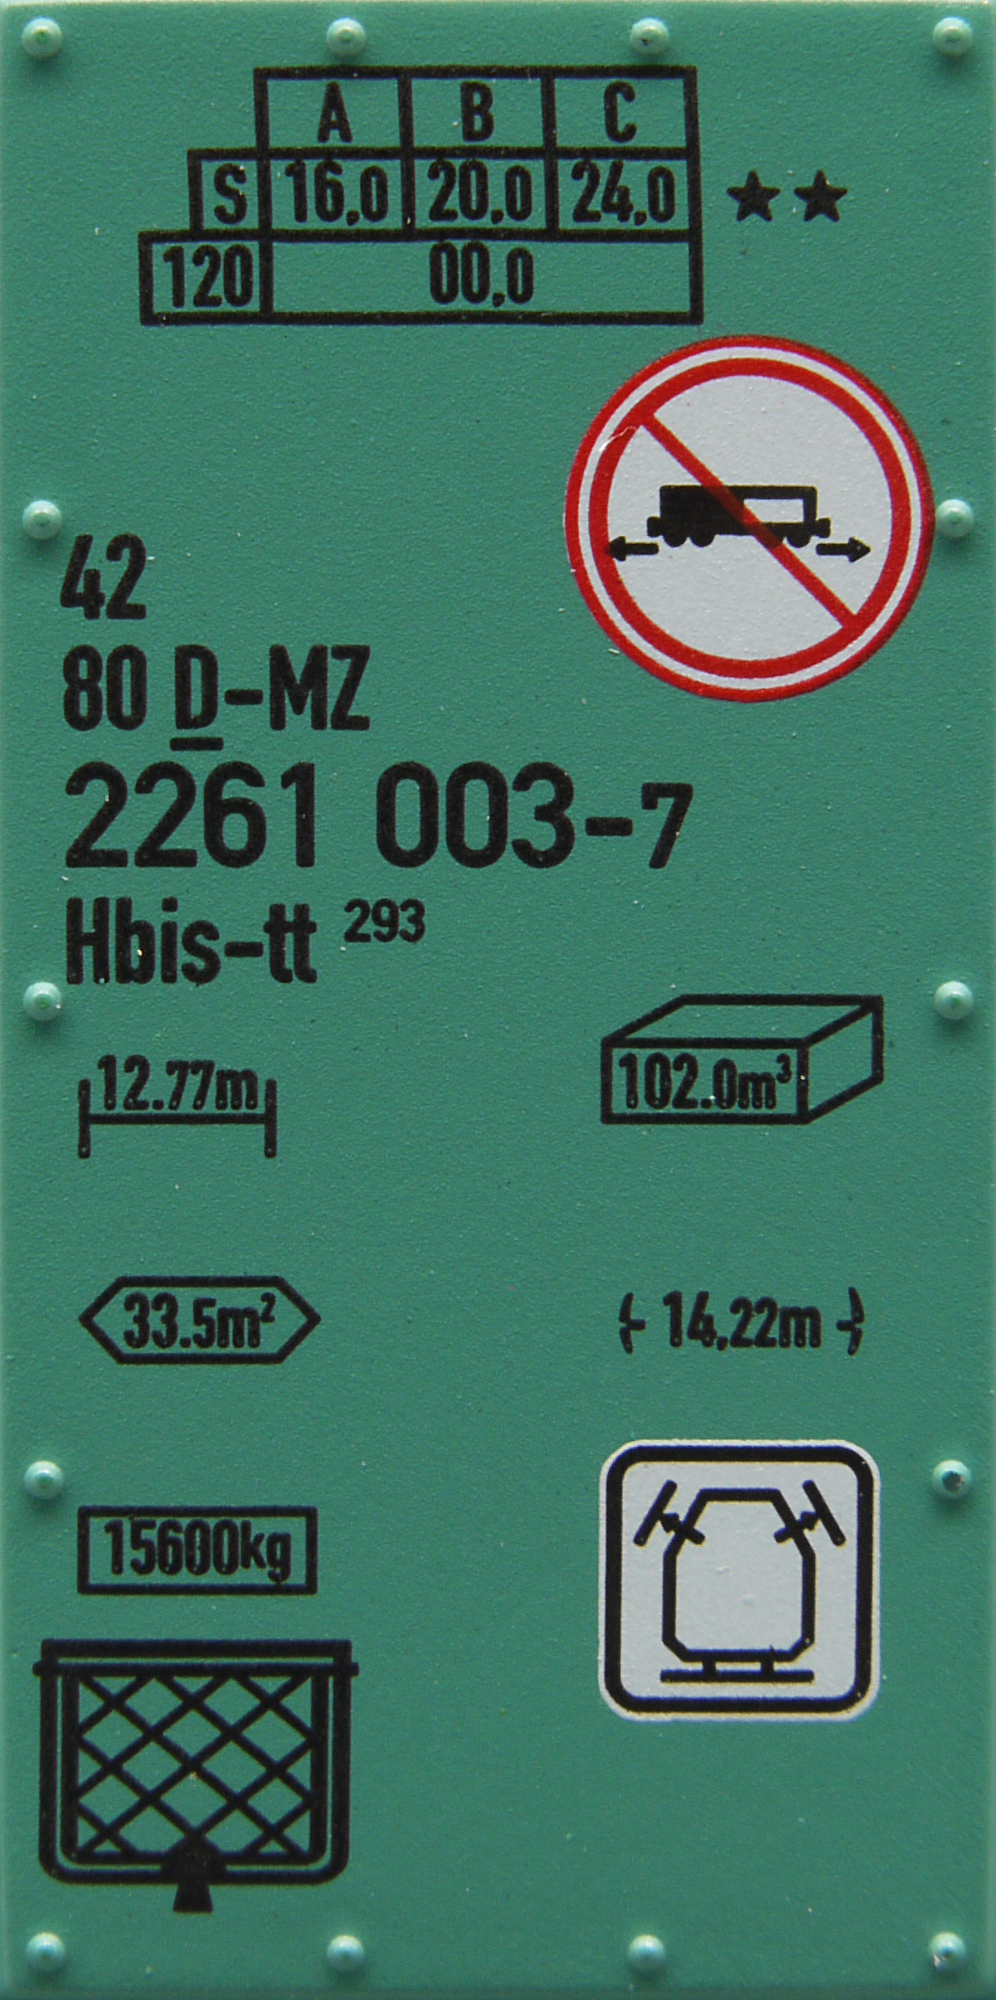 A B C
S 16,0 20,0 24,0 ★★
120 00,0
42
80 D-MZ
2261 003-7
Hbis-tt 293
12.77m
102.0m³
33.5m²
14,22m
15600kg